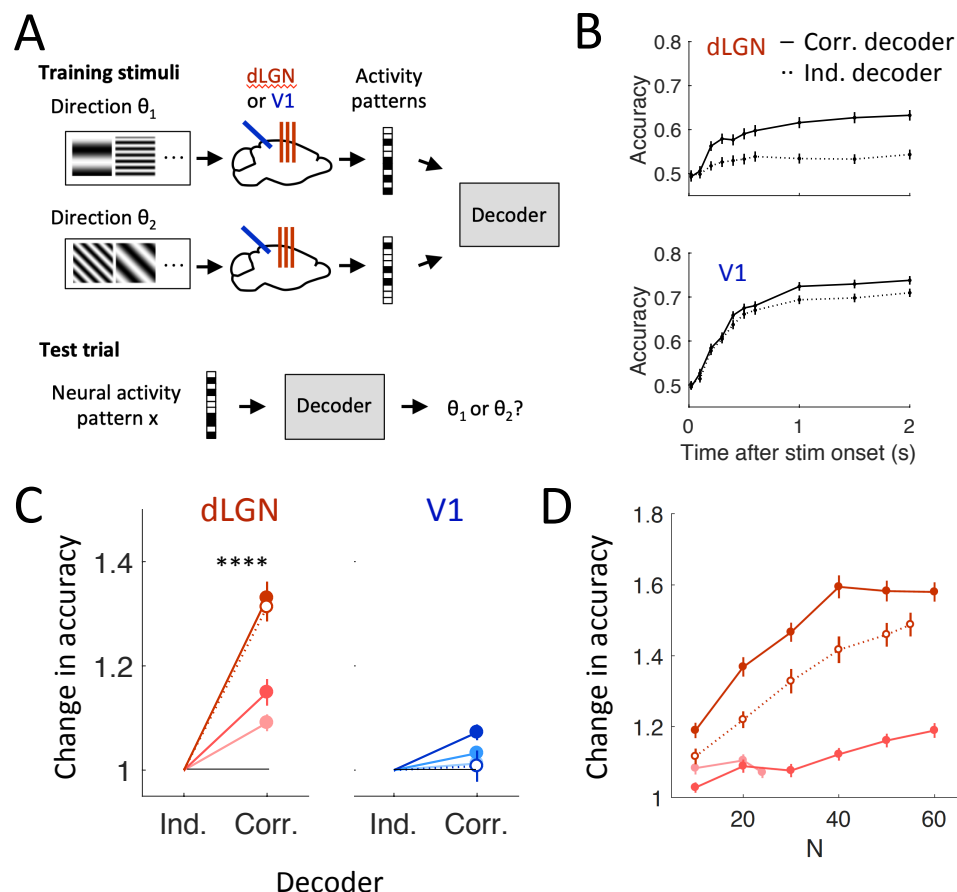 A
Training stimuli
Direction θ1
...
dLGN
or V1
Activity
patterns
Direction θ2
...
Decoder
Test trial
Neural activity
pattern x
Decoder
θ1 or θ2?
B
dLGN
Corr. decoder
Ind. decoder
Accuracy
0.8
0.7
0.6
0.5
V1
Accuracy
0.8
0.7
0.5
0
1
2
Time after stim onset (s)
C
dLGN
V1
****
Change in accuracy
1.4
1.2
1
Ind.
Corr.
Ind.
Corr.
Decoder
D
Change in accuracy
1.8
1.6
1.4
1.2
1
20
40
60
N